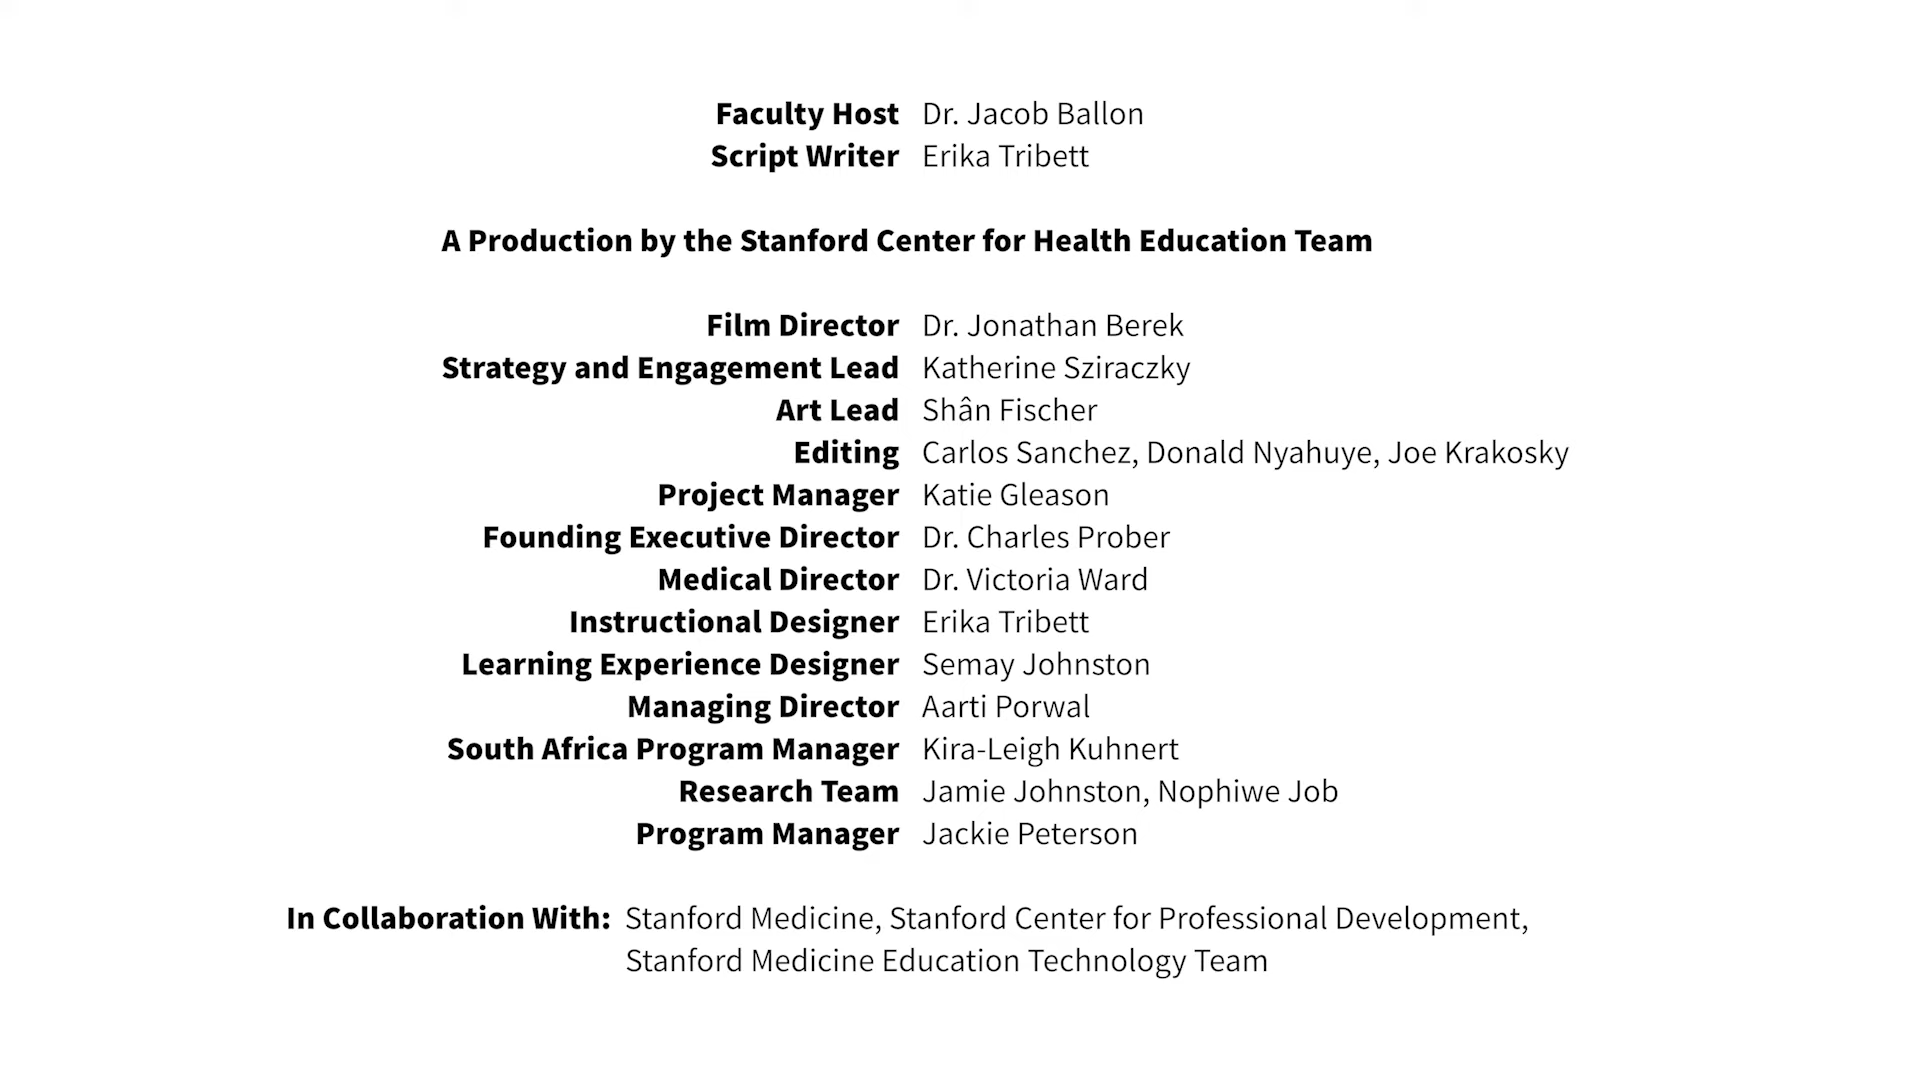 Faculty Host Dr. Jacob Ballon
Script Writer Erika Tribett
A Production by the Stanford Center for Health Education Team
Film Director Dr. Jonathan Berek
Strategy and Engagement Lead Katherine Sziraczky
Art Lead Shân Fischer
Editing Carlos Sanchez, Donald Nyahuye, Joe Krakosky
Project Manager Katie Gleason
Founding Executive Director Dr. Charles Prober
Medical Director Dr. Victoria Ward
Instructional Designer Erika Tribett
Learning Experience Designer Semay Johnston
Managing Director Aarti Porwal
South Africa Program Manager Kira-Leigh Kuhnert
Research Team Jamie Johnston, Nophiwe Job
Program Manager Jackie Peterson
In Collaboration With: Stanford Medicine, Stanford Center for Professional Development,
Stanford Medicine Education Technology Team